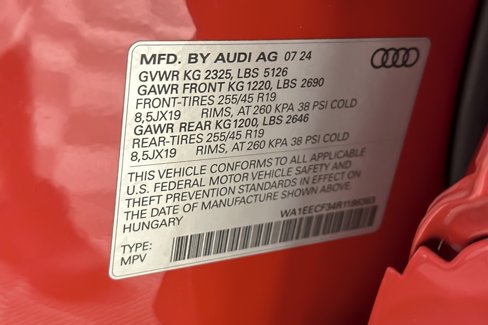 MFD. BY AUDI AG 07 24
GVWR KG 2325, LBS 5126
GAWR FRONT KG 1220, LBS 2690
FRONT-TIRES 255/45 R19
8,5JX19 RIMS, AT 260 KPA 38 PSI COLD
GAWR REAR KG 1200, LBS 2646
REAR-TIRES 255/45 R19
8,5JX19 RIMS, AT 260 KPA 38 PSI COLD
THIS VEHICLE CONFORMS TO ALL APPLICABLE
U.S. FEDERAL MOTOR VEHICLE SAFETY AND
THEFT PREVENTION STANDARDS IN EFFECT ON
THE DATE OF MANUFACTURE SHOWN ABOVE.
HUNGARY
TYPE:
MPV